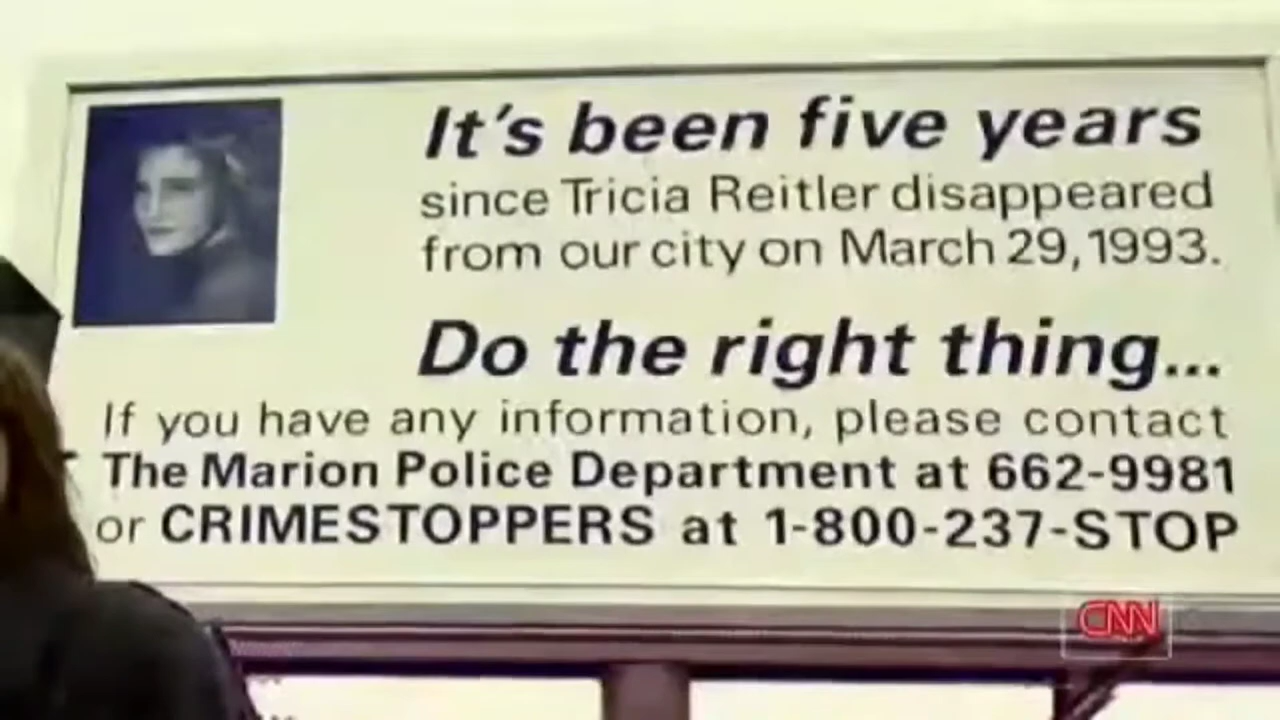 It's been five years
since Tricia Reitler disappeared
from our city on March 29, 1993.
Do the right thing...
If you have any information, please contact
The Marion Police Department at 662-9981
or CRIMESTOPPERS at 1-800-237-STOP
CNN